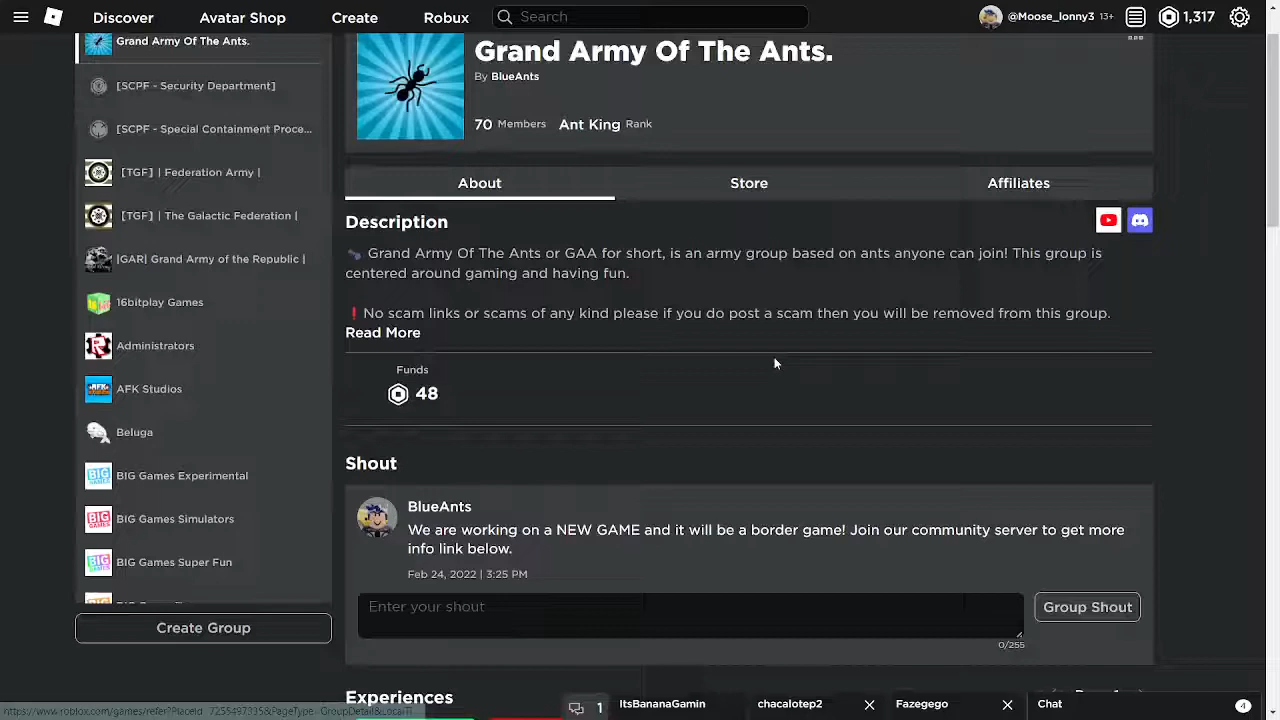 Discover
Avatar Shop
Create
Robux
Search
@Moose_lonny3 13+
1,317
Grand Army Of The Ants.
[SCPF - Security Department]
[SCPF - Special Containment Proce...
[TGF] | Federation Army |
[TGF] | The Galactic Federation |
|GAR| Grand Army of the Republic |
16bitplay Games
Administrators
AFK Studios
Beluga
BIG Games Experimental
BIG Games Simulators
BIG Games Super Fun
Create Group
Grand Army Of The Ants.
By BlueAnts
70 Members Ant King Rank
About
Store
Affiliates
Description
Grand Army Of The Ants or GAA for short, is an army group based on ants anyone can join! This group is
centered around gaming and having fun.
❗ No scam links or scams of any kind please if you do post a scam then you will be removed from this group.
Read More
Funds
48
Shout
BlueAnts
We are working on a NEW GAME and it will be a border game! Join our community server to get more
info link below.
Feb 24, 2022 | 3:25 PM
Enter your shout
Group Shout
0/255
Experiences
1
ItsBananaGamin
chacalotep2
Chat
4